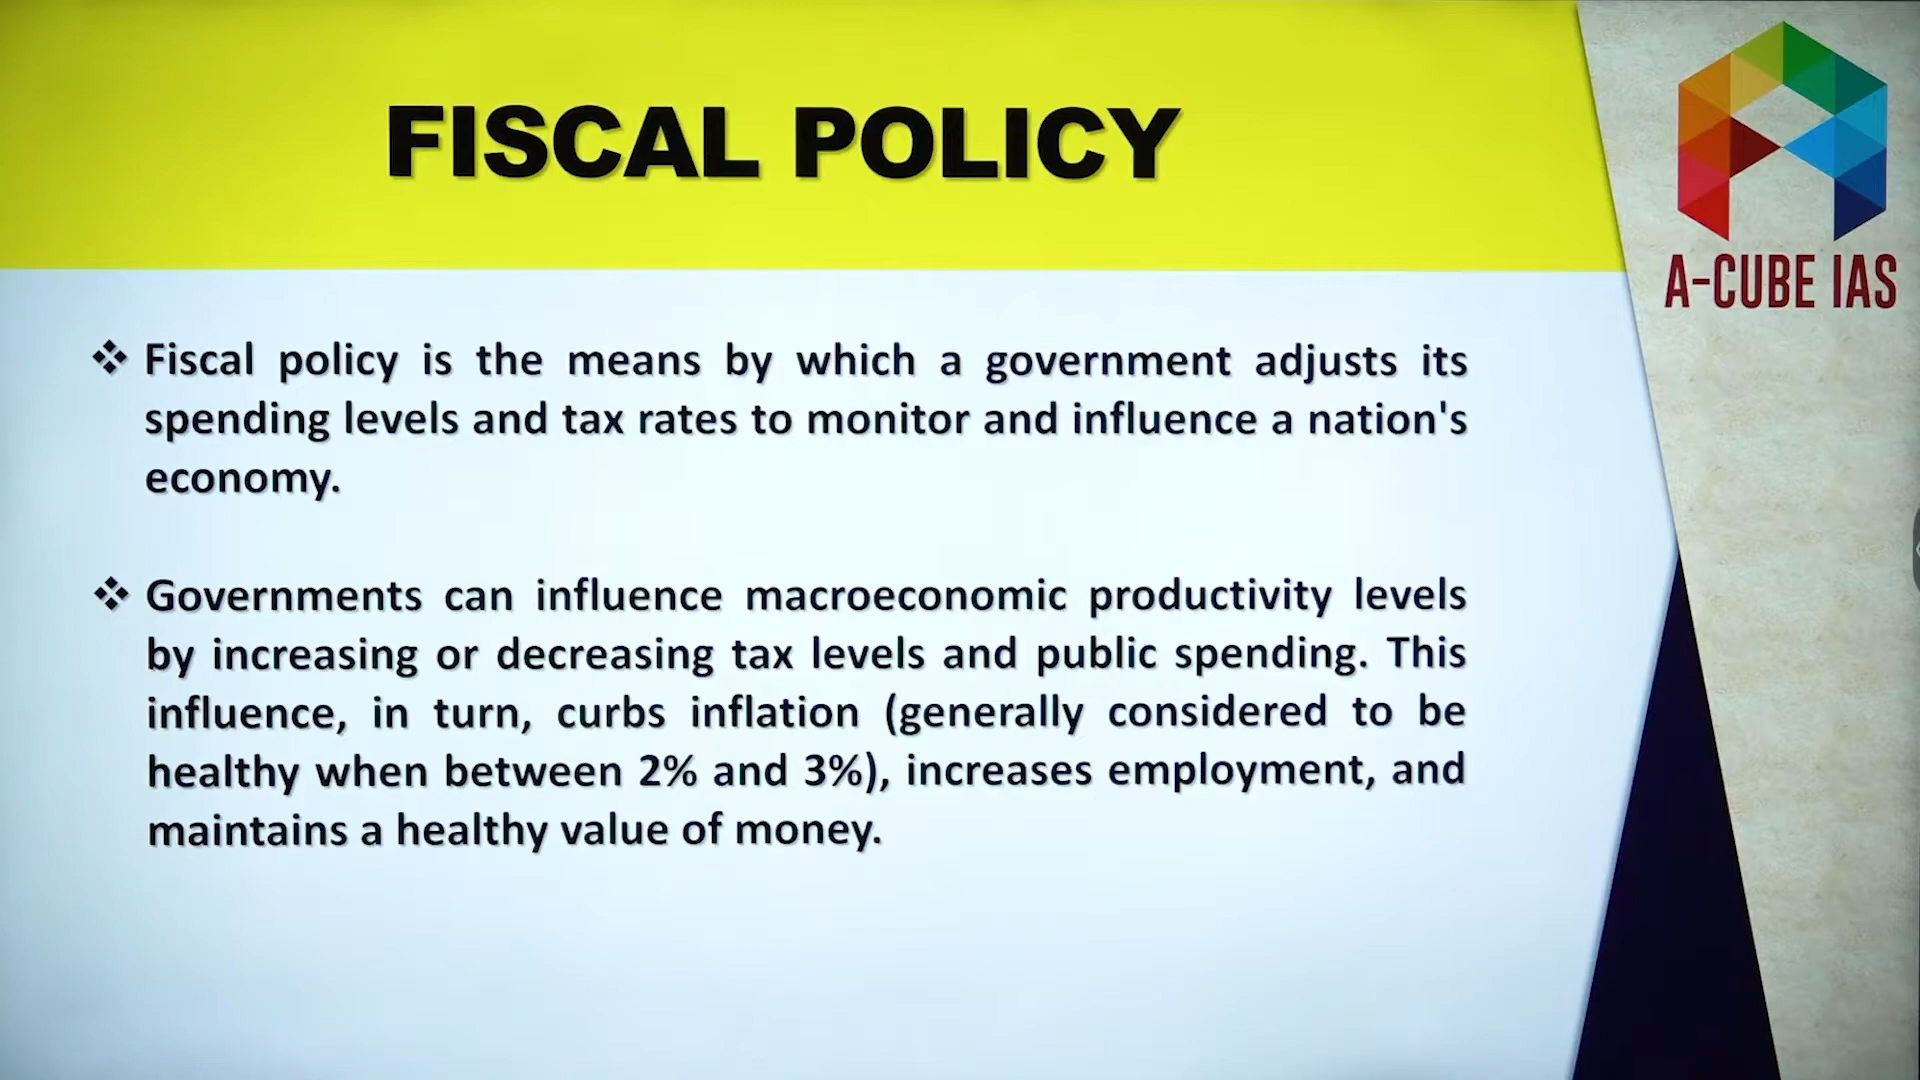 FISCAL POLICY
A-CUBE IAS
❖ Fiscal policy is the means by which a government adjusts its
spending levels and tax rates to monitor and influence a nation's
economy.
❖ Governments can influence macroeconomic productivity levels
by increasing or decreasing tax levels and public spending. This
influence, in turn, curbs inflation (generally considered to be
healthy when between 2% and 3%), increases employment, and
maintains a healthy value of money.